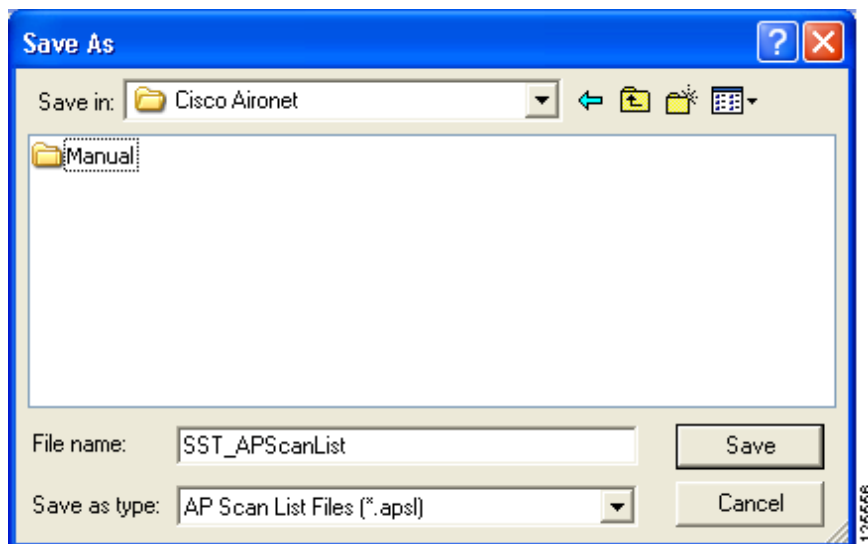 Save As
Save in: Cisco Aironet
Manual
File name: SST_APScanList Save
Save as type: AP Scan List Files (*.apsl) Cancel